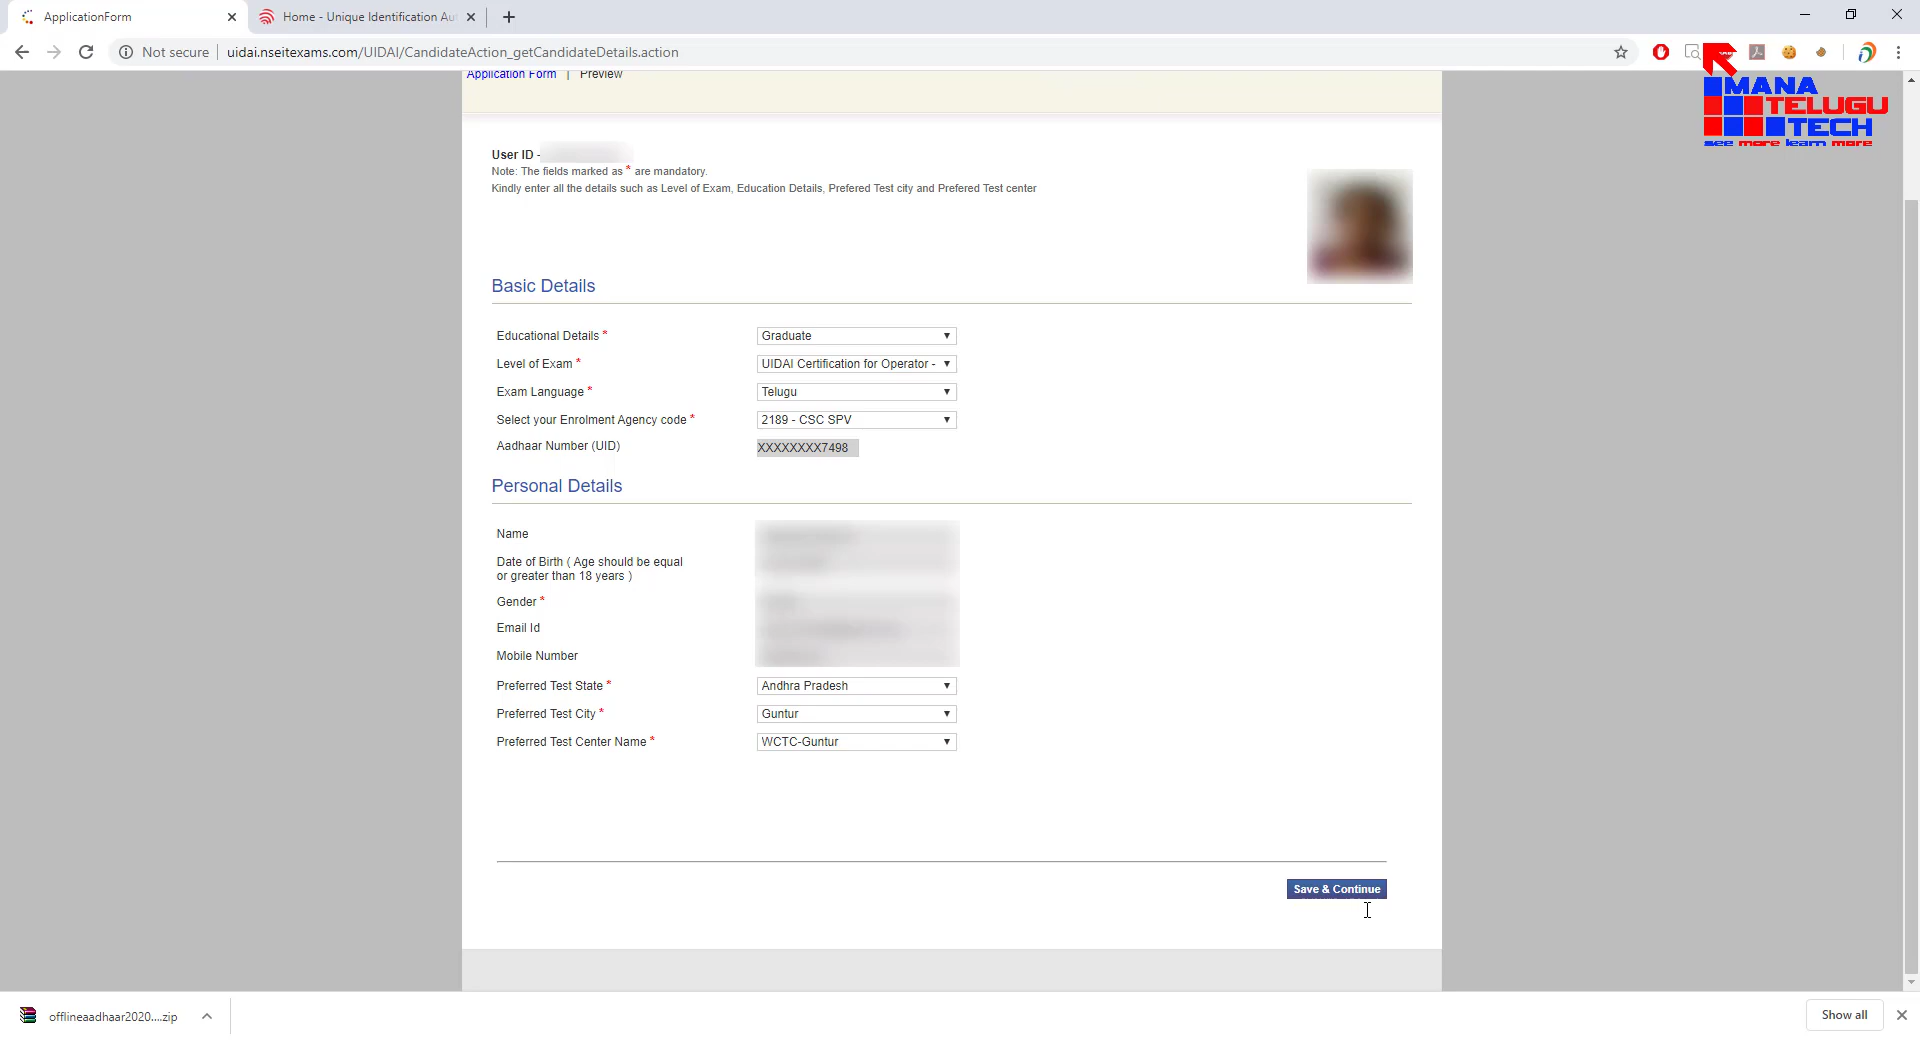 ApplicationForm
Home - Unique Identification Aut
Not secure
uidai.nseitexams.com/UIDAI/CandidateAction_getCandidateDetails.action
MANA
TELUGU
TECH
see more learn more
Application Form | Preview
User ID -
Note: The fields marked as * are mandatory.
Kindly enter all the details such as Level of Exam, Education Details, Prefered Test city and Prefered Test center
Basic Details
Educational Details * Graduate
Level of Exam * UIDAI Certification for Operator -
Exam Language * Telugu
Select your Enrolment Agency code * 2189 - CSC SPV
Aadhaar Number (UID) XXXXXXXX7498
Personal Details
Name
Date of Birth ( Age should be equal
or greater than 18 years )
Gender *
Email Id
Mobile Number
Preferred Test State * Andhra Pradesh
Preferred Test City * Guntur
Preferred Test Center Name * WCTC-Guntur
Save & Continue
offlineaadhaar2020....zip
Show all